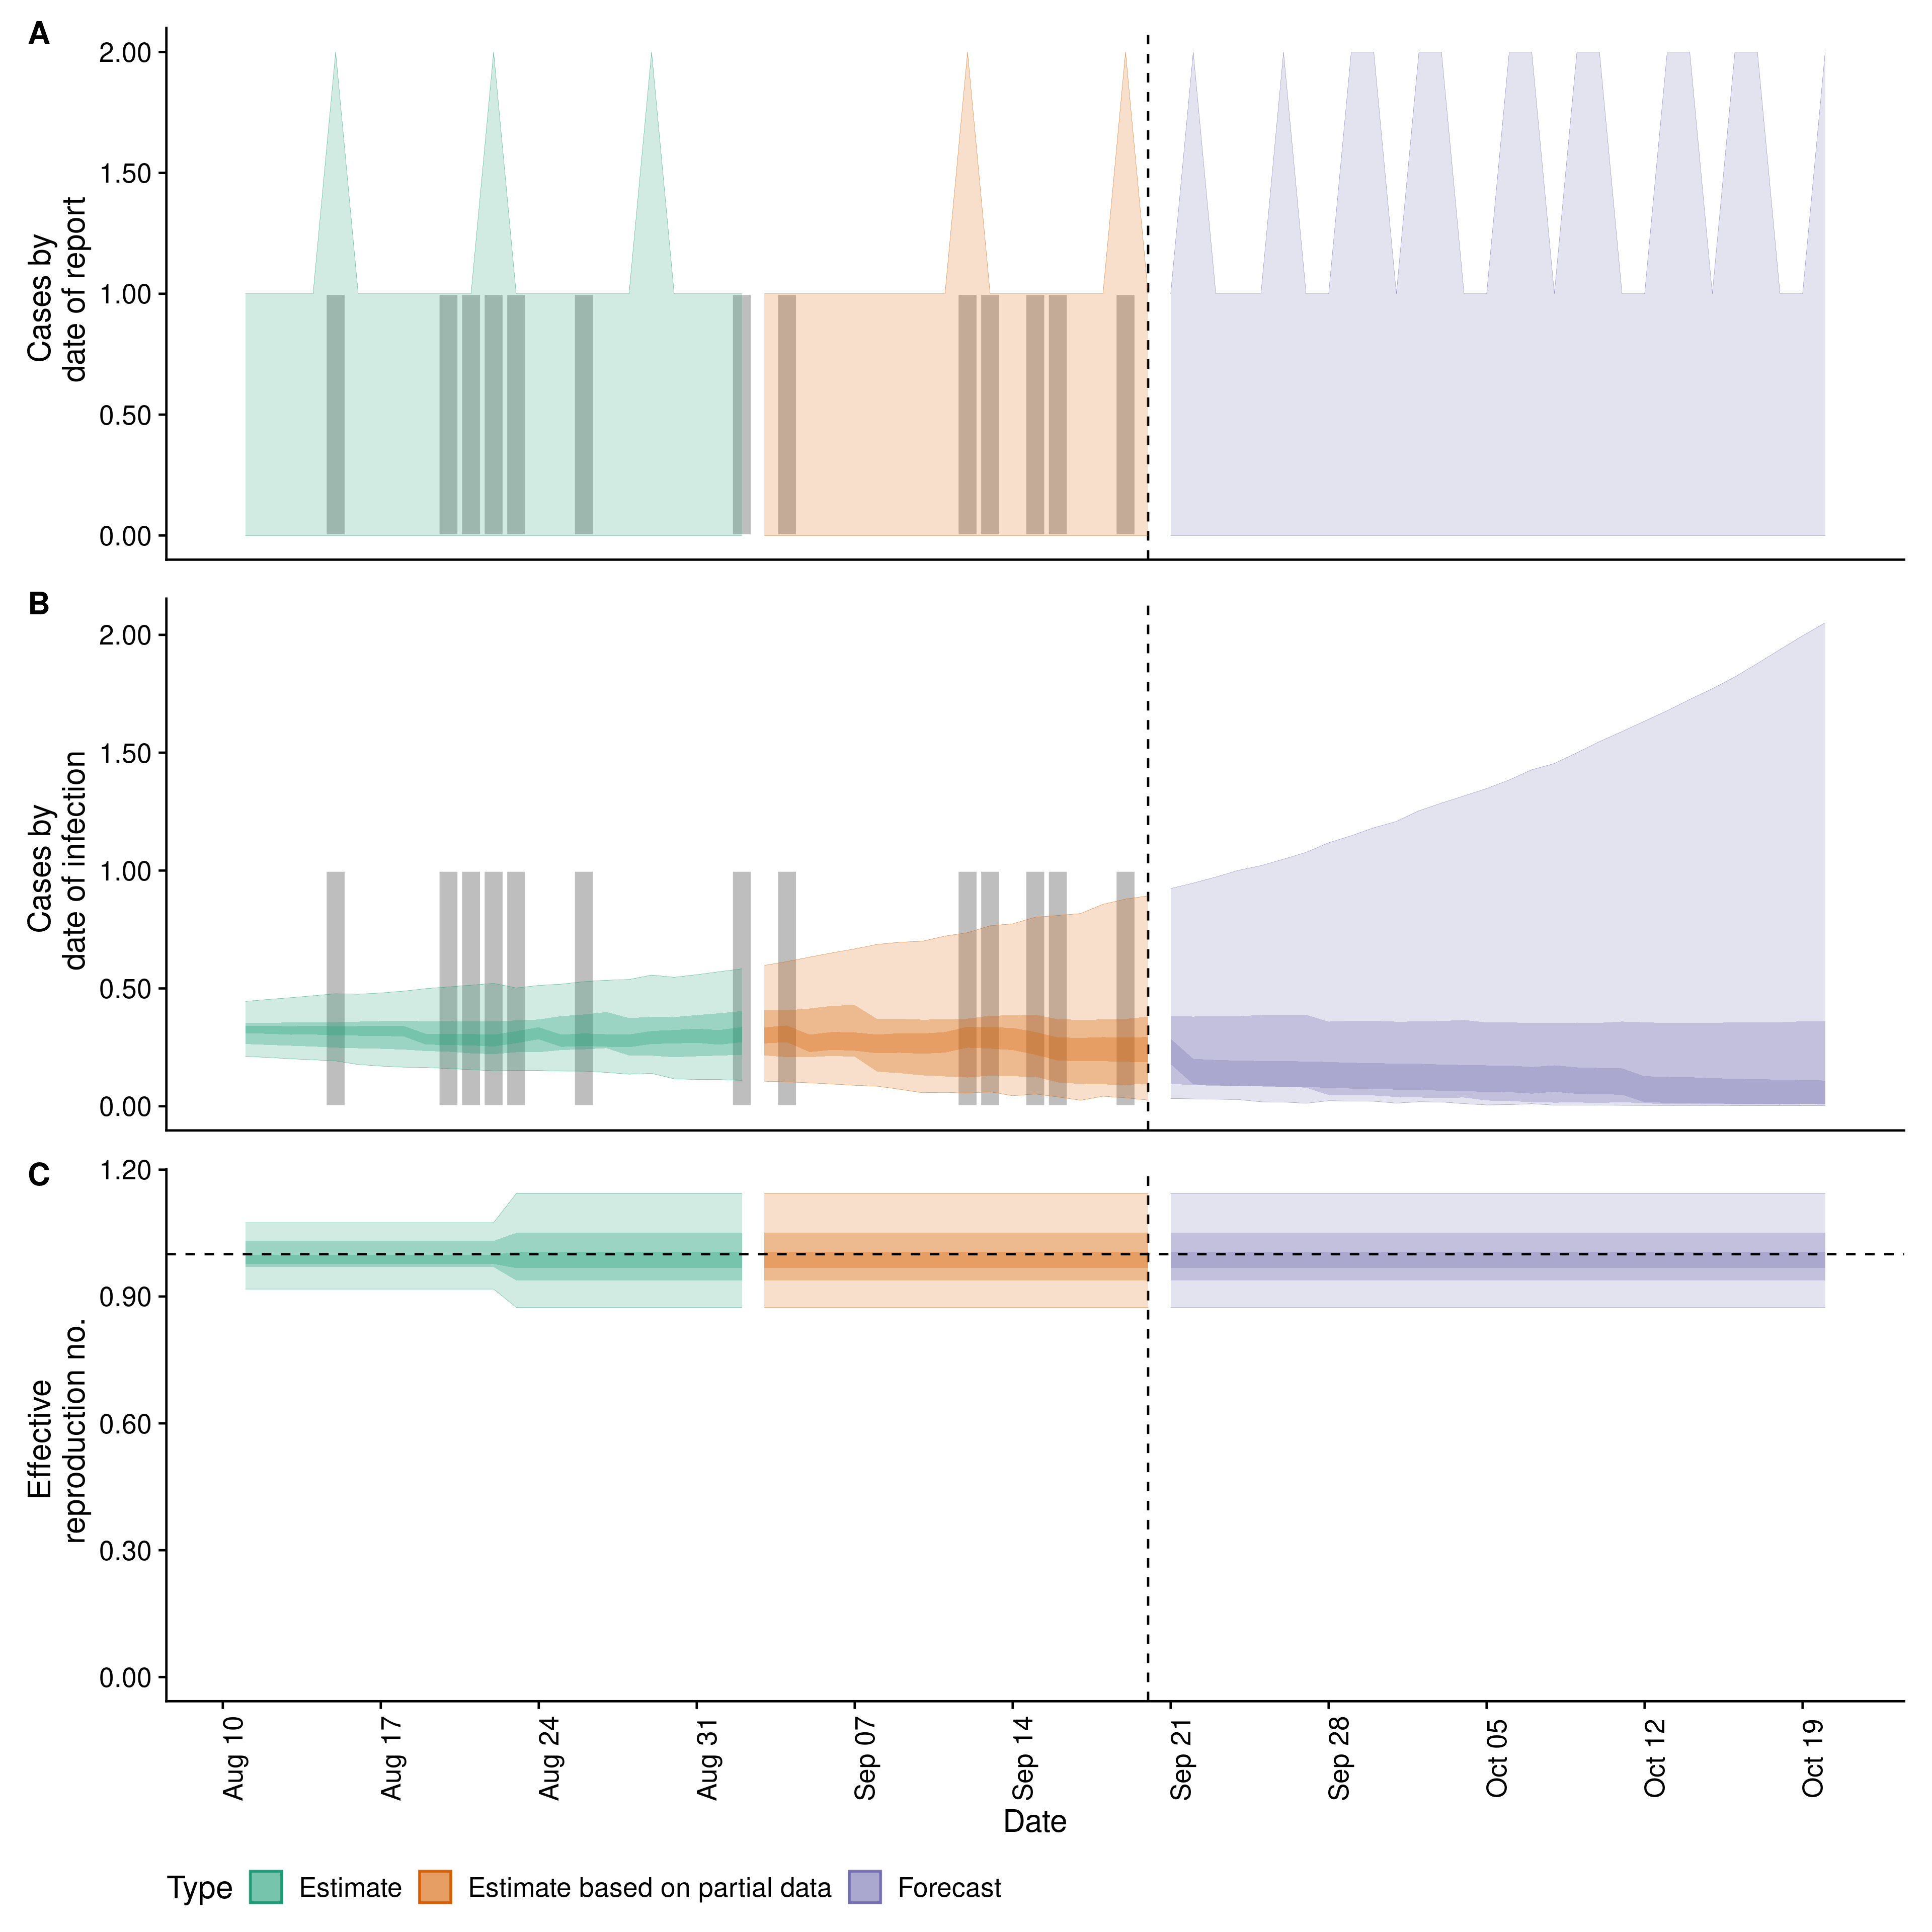 A
2.00
1.50
1.00
0.50
0.00
Cases by
date of report
B
2.00
1.50
1.00
0.50
0.00
Cases by
date of infection
C
1.20
0.90
0.60
0.30
0.00
Effective
reproduction no.
Aug 10
Aug 17
Aug 24
Aug 31
Sep 07
Sep 14
Sep 21
Sep 28
Oct 05
Oct 12
Oct 19
Date
Type Estimate Estimate based on partial data Forecast